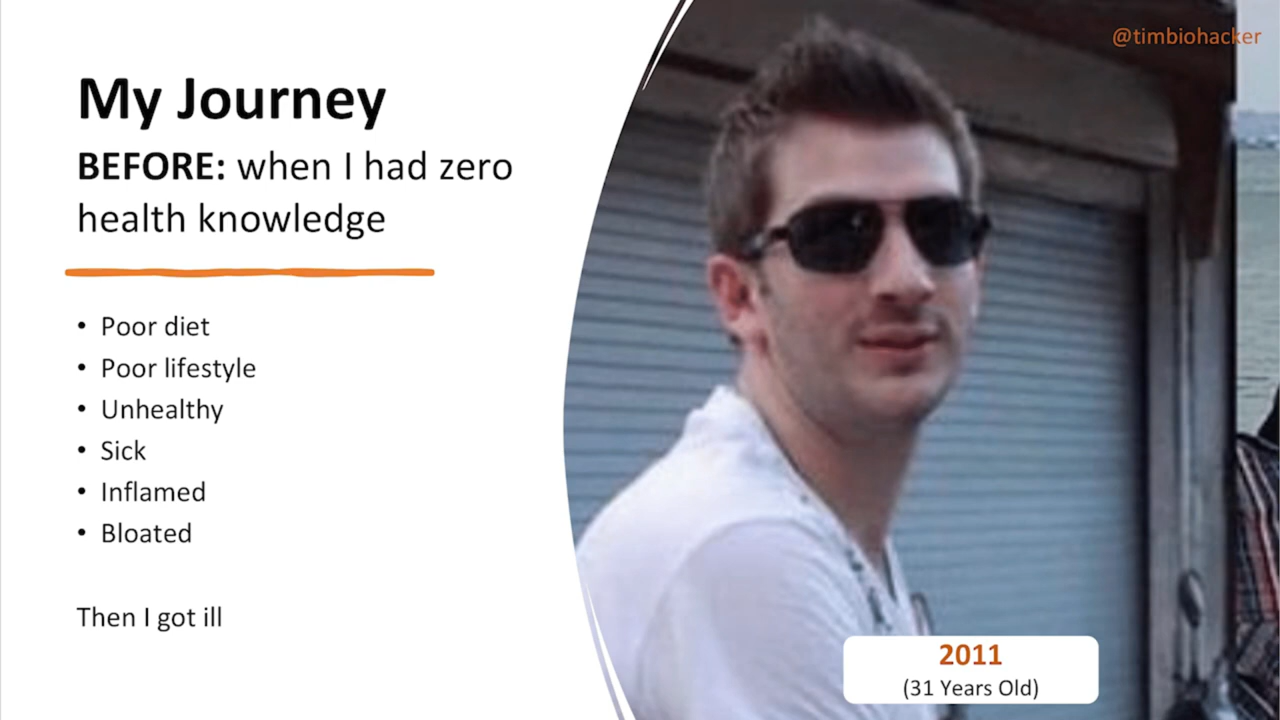 @timbiohacker
My Journey
BEFORE: when I had zero
health knowledge
• Poor diet
• Poor lifestyle
• Unhealthy
• Sick
• Inflamed
• Bloated
Then I got ill
2011
(31 Years Old)